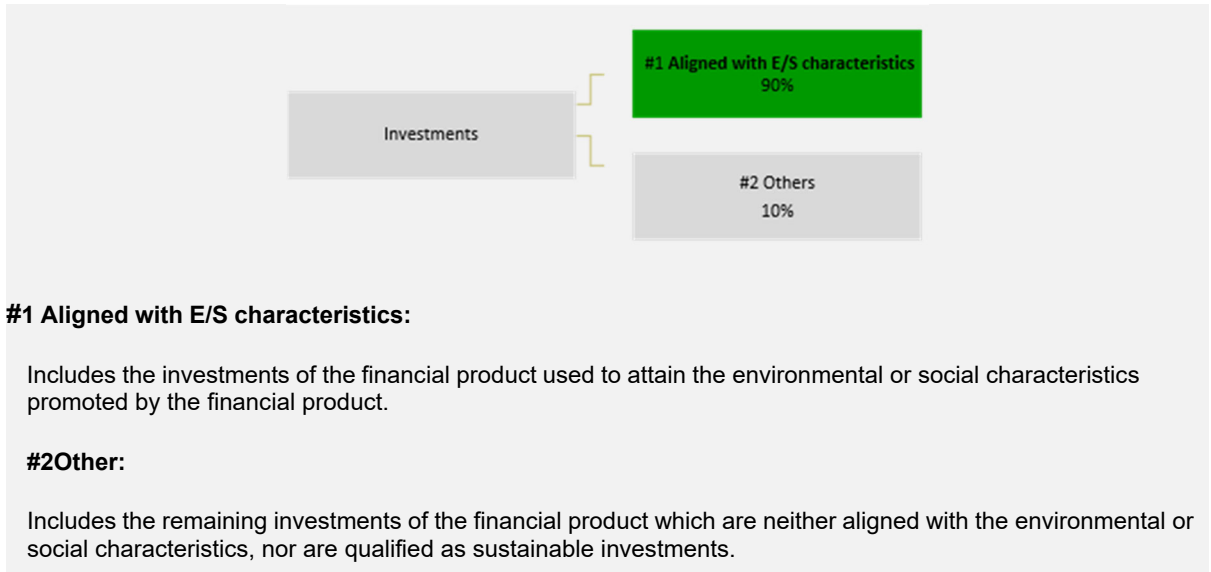 #1 Aligned with E/S characteristics
90%
Investments
#2 Others
10%
#1 Aligned with E/S characteristics:
Includes the investments of the financial product used to attain the environmental or social characteristics
promoted by the financial product.
#2Other:
Includes the remaining investments of the financial product which are neither aligned with the environmental or
social characteristics, nor are qualified as sustainable investments.